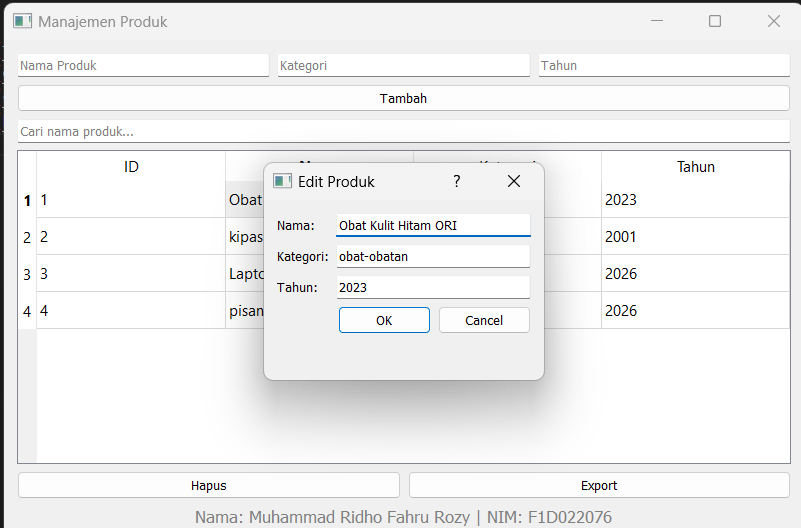 Manajemen Produk
Nama Produk Kategori Tahun
Tambah
Cari nama produk...
ID Tahun
1 1 Obat 2023
2 2 kipas 2001
3 3 Lapto 2026
4 4 pisan 2026
Edit Produk ?
Nama: Obat Kulit Hitam ORI
Kategori: obat-obatan
Tahun: 2023
OK Cancel
Hapus Export
Nama: Muhammad Ridho Fahru Rozy | NIM: F1D022076